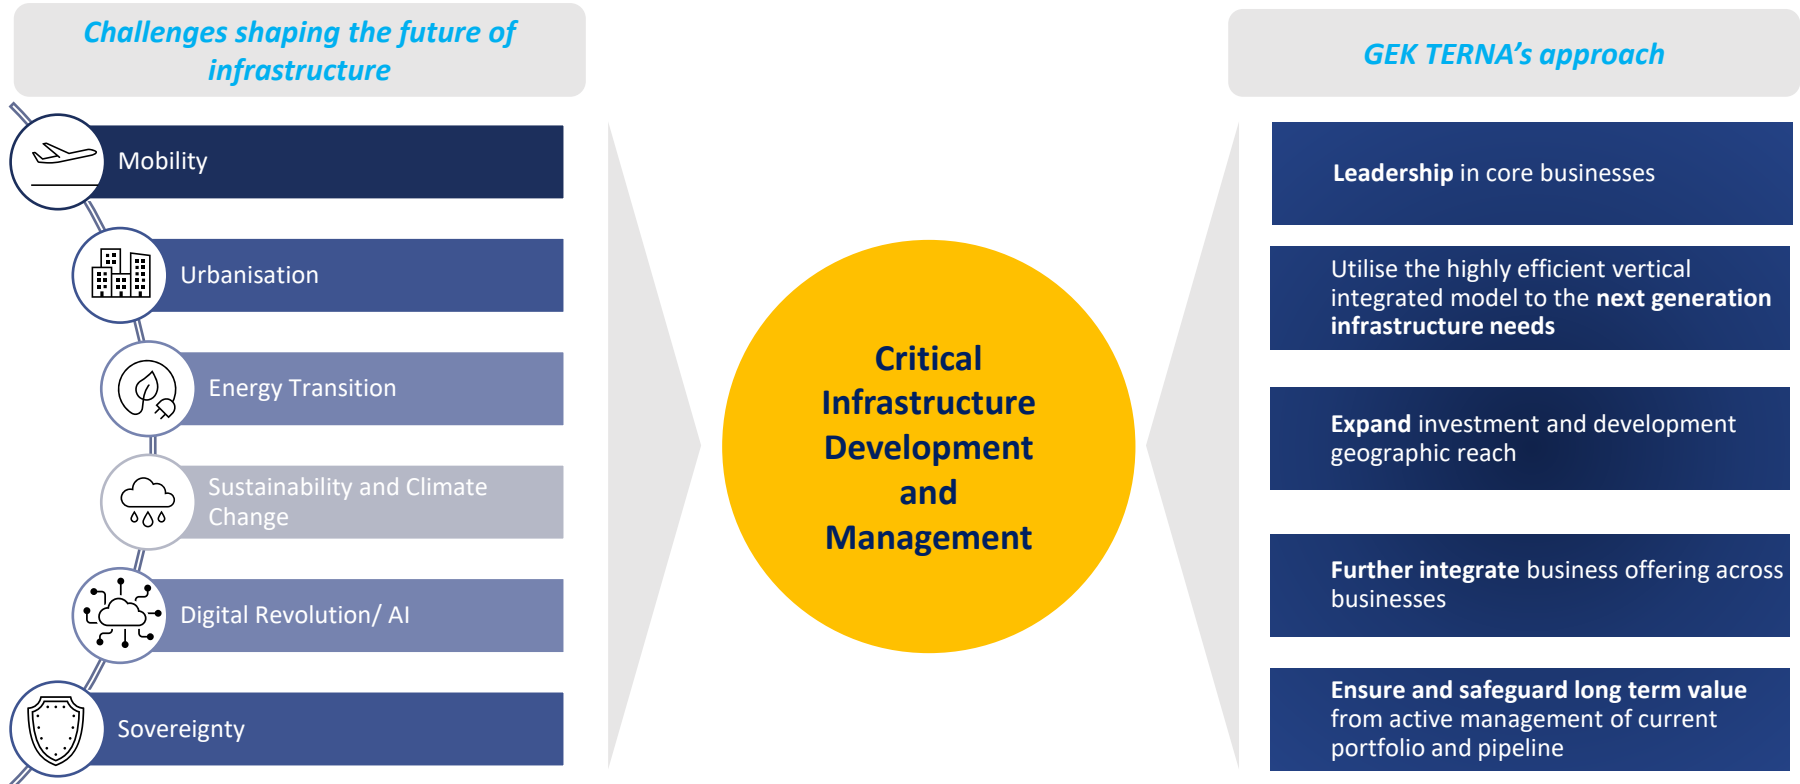 Challenges shaping the future of
infrastructure
Mobility
Urbanisation
Energy Transition
Sustainability and Climate
Change
Digital Revolution/ AI
Sovereignty
Critical
Infrastructure
Development
and
Management
GEK TERNA's approach
Leadership in core businesses
Utilise the highly efficient vertical
integrated model to the next generation
infrastructure needs
Expand investment and development
geographic reach
Further integrate business offering across
businesses
Ensure and safeguard long term value
from active management of current
portfolio and pipeline